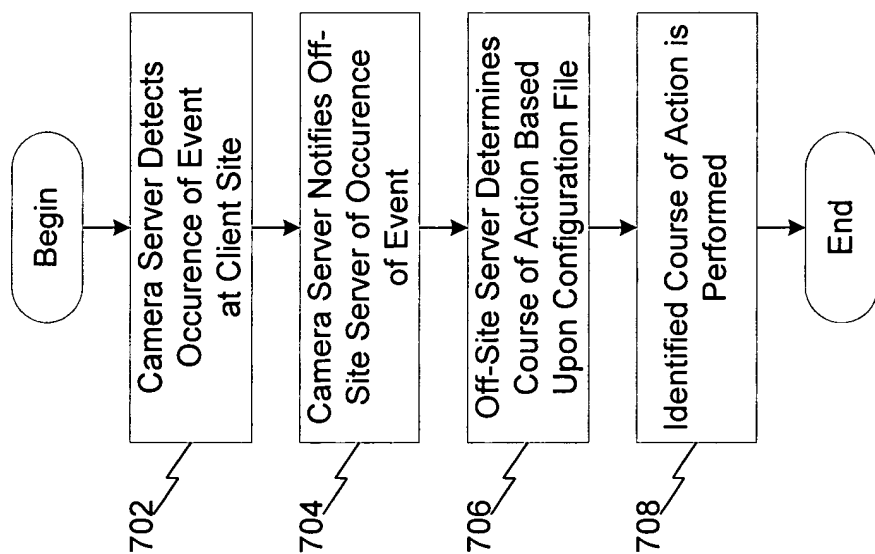 Begin
702
Camera Server Detects
Occurence of Event
at Client Site
704
Camera Server Notifies Off-
Site Server of Occurence
of Event
706
Off-Site Server Determines
Course of Action Based
Upon Configuration File
708
Identified Course of Action is
Performed
End